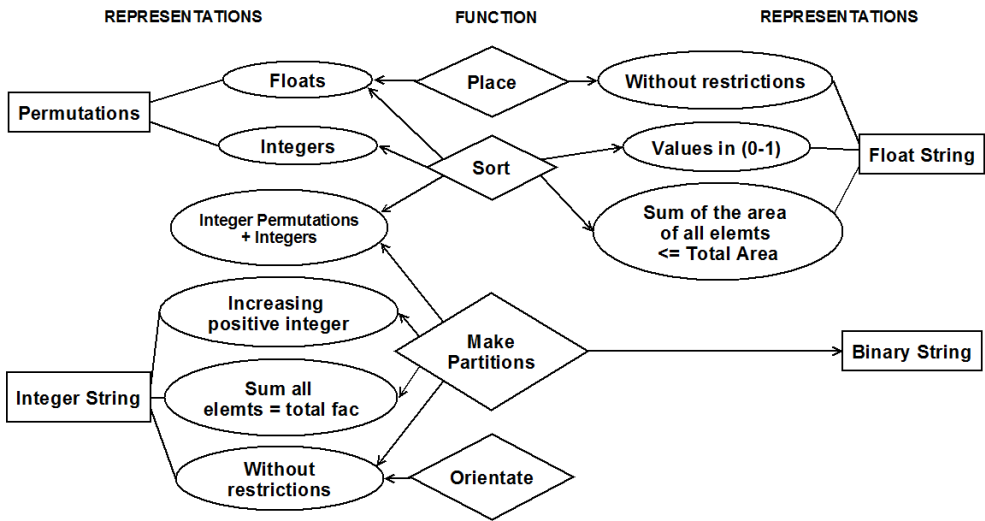 REPRESENTATIONS
FUNCTION
REPRESENTATIONS
Floats
Place
Without restrictions
Permutations
Integers
Sort
Values in (0-1)
Float String
Integer Permutations
+ Integers
Sum of the area
of all elemts
<= Total Area
Increasing
positive integer
Make
Partitions
Binary String
Integer String
Sum all
elemts = total fac
Without
restrictions
Orientate